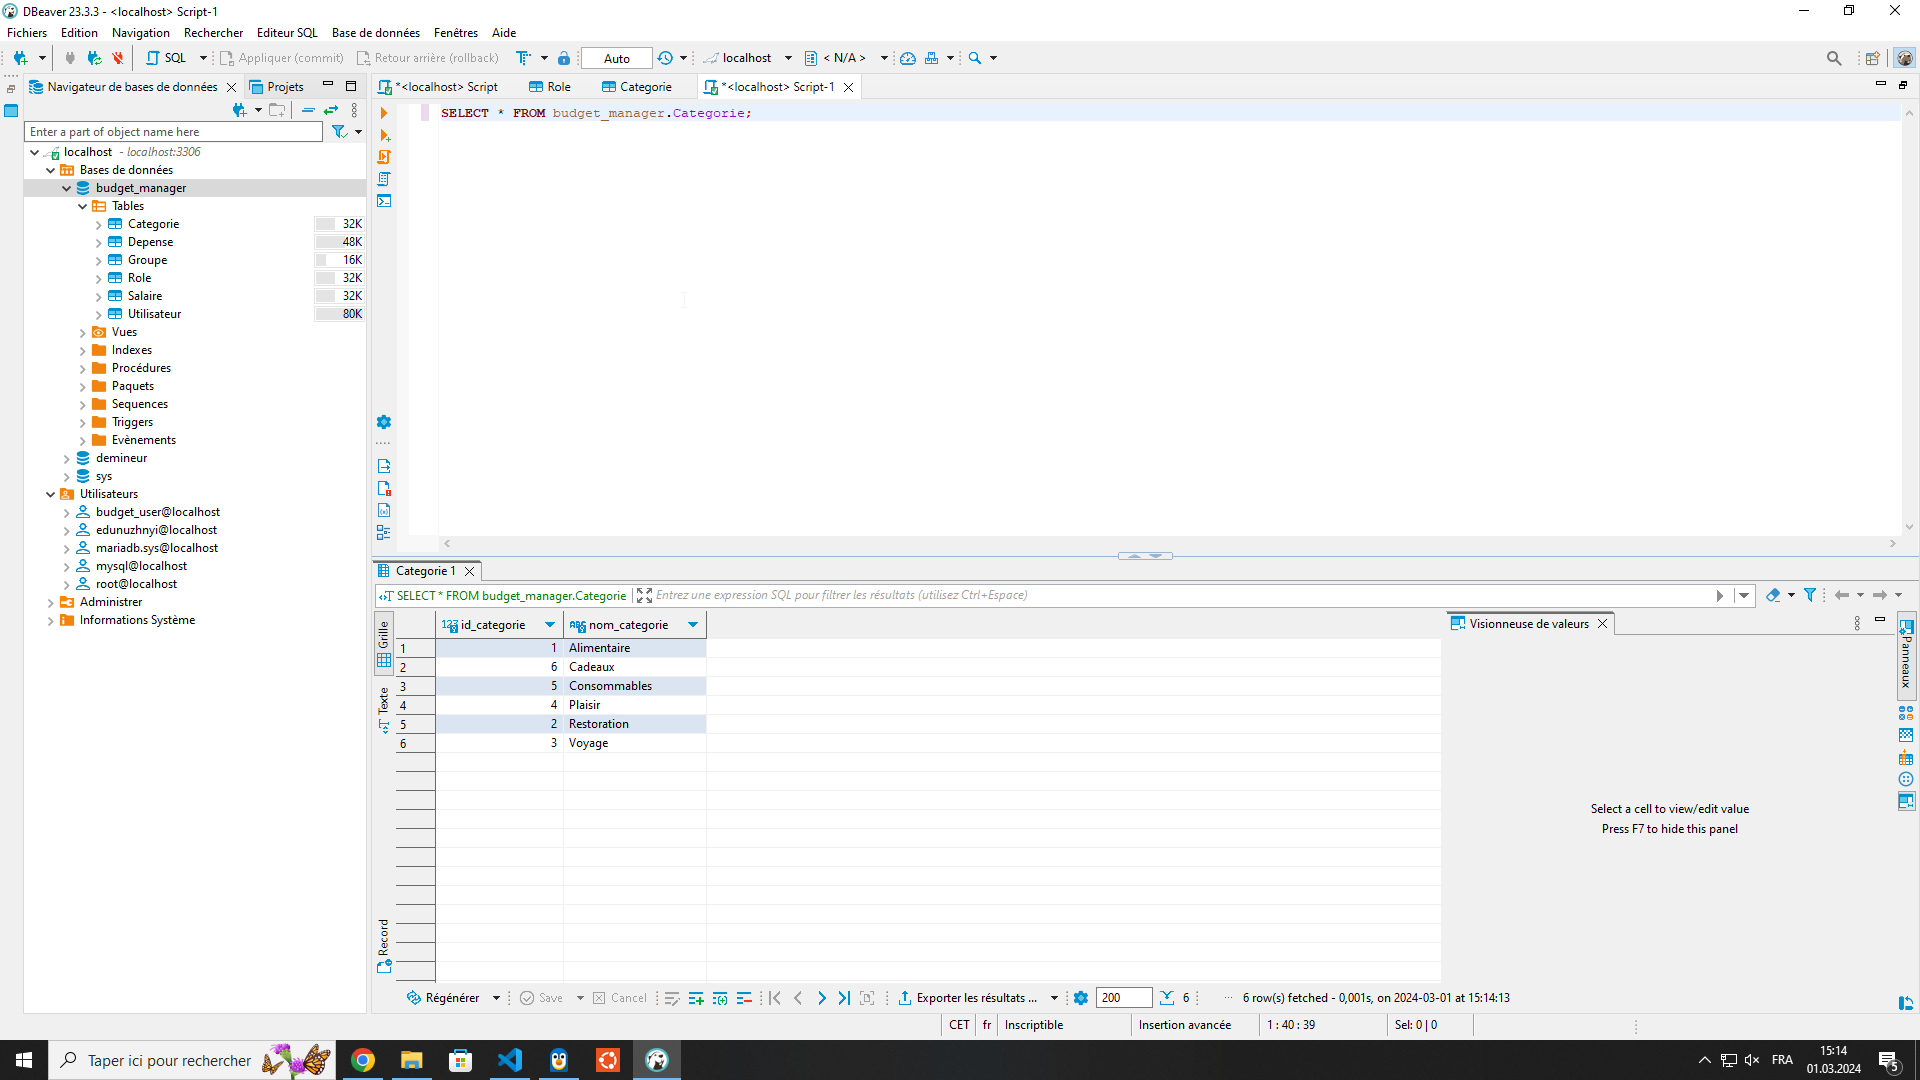 DBeaver 23.3.3 - <localhost> Script-1
Fichiers Edition Navigation Rechercher Editeur SQL Base de données Fenêtres Aide
SQL Appliquer (commit) Retour arrière (rollback) Auto localhost < N/A >
Navigateur de bases de données Projets
*<localhost> Script Role Categorie *<localhost> Script-1
Enter a part of object name here
SELECT * FROM budget_manager.Categorie;
localhost - localhost:3306
Bases de données
budget_manager
Tables
Categorie 32K
Depense 48K
Groupe 16K
Role 32K
Salaire 32K
Utilisateur 80K
Vues
Indexes
Procédures
Paquets
Sequences
Triggers
Evènements
demineur
sys
Utilisateurs
budget_user@localhost
edunuzhnyi@localhost
mariadb.sys@localhost
mysql@localhost
root@localhost
Administrer
Informations Système
Categorie 1
SELECT * FROM budget_manager.Categorie Entrez une expression SQL pour filtrer les résultats (utilisez Ctrl+Espace)
Grille
Texte
Record
123 id_categorie ABC nom_categorie
1 1 Alimentaire
2 6 Cadeaux
3 5 Consommables
4 4 Plaisir
5 2 Restoration
6 3 Voyage
Visionneuse de valeurs
Panneaux
Select a cell to view/edit value
Press F7 to hide this panel
Régénérer Save Cancel Exporter les résultats ... 200 6 ... 6 row(s) fetched - 0,001s, on 2024-03-01 at 15:14:13
CET fr Inscriptible Insertion avancée 1 : 40 : 39 Sel: 0 | 0
Taper ici pour rechercher
FRA
15:14
01.03.2024
5